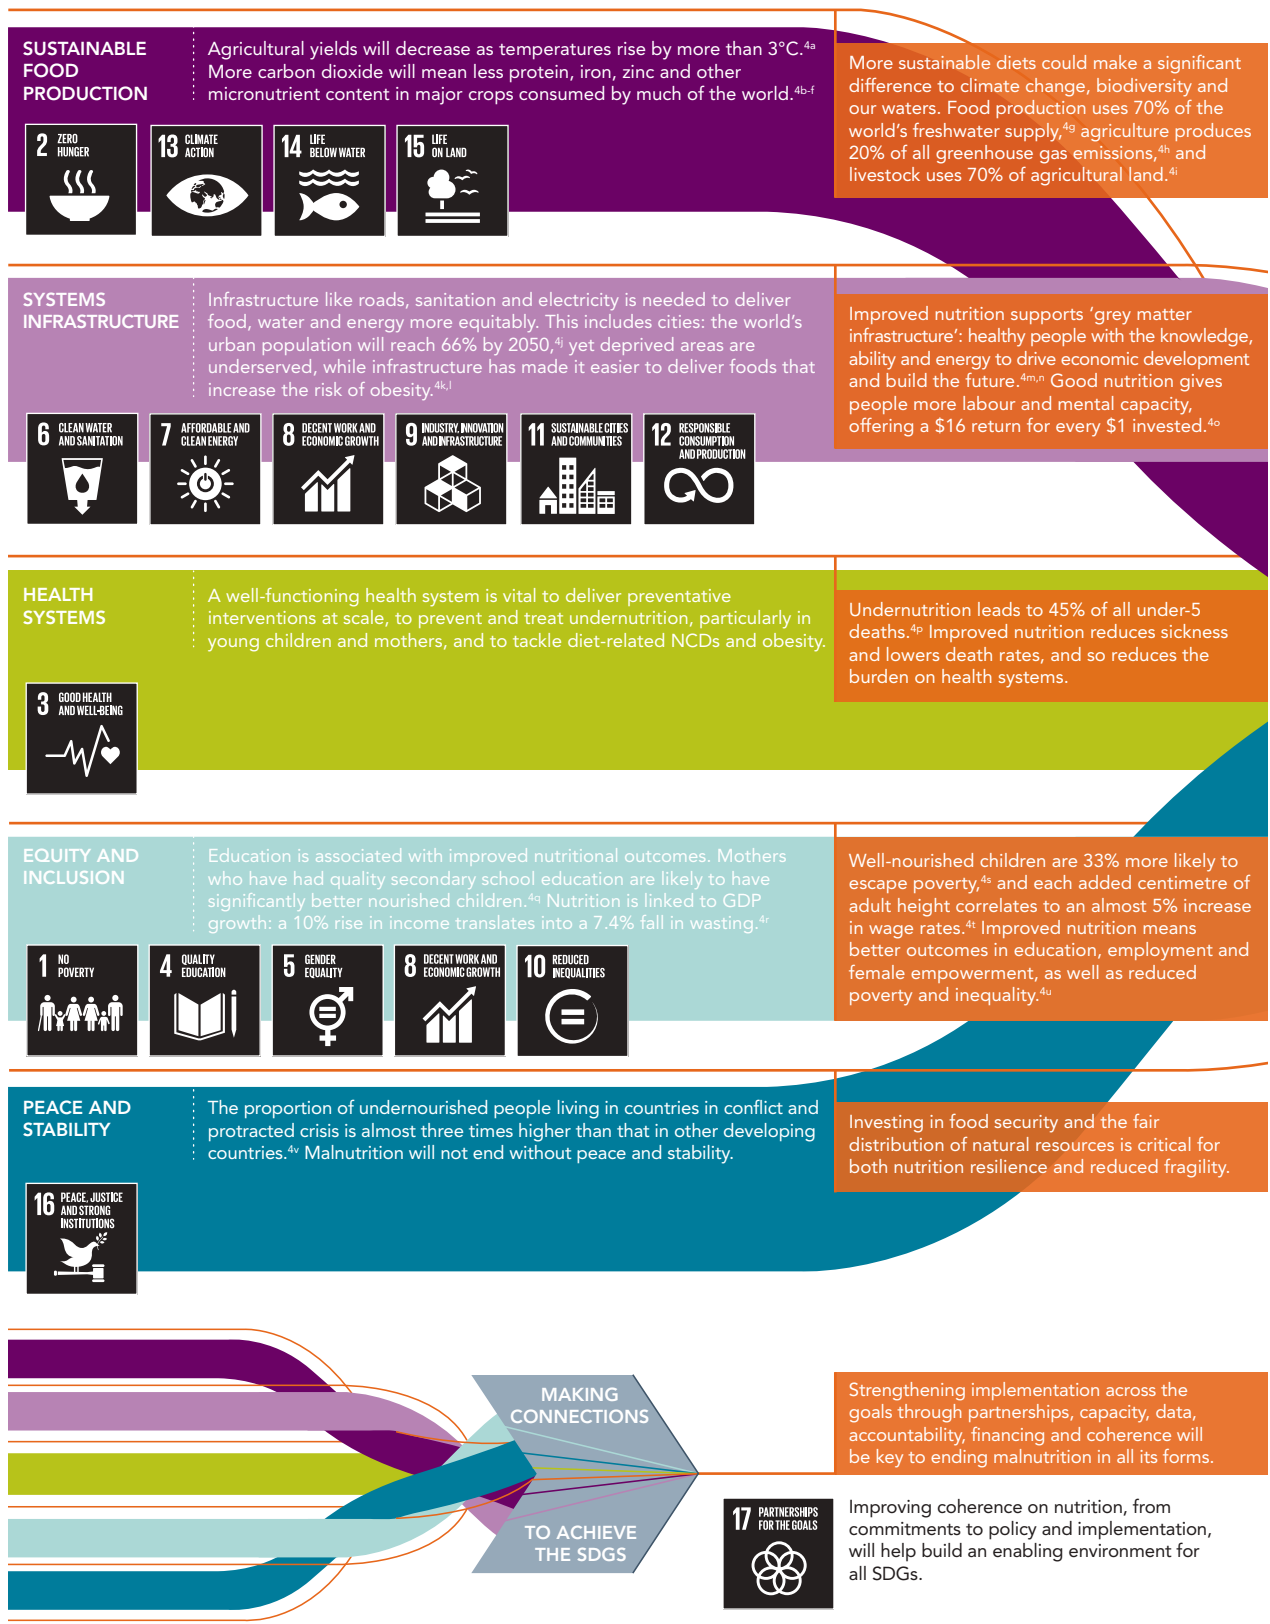 SUSTAINABLE
FOOD
PRODUCTION
Agricultural yields will decrease as temperatures rise by more than 3°C.4a
More carbon dioxide will mean less protein, iron, zinc and other
micronutrient content in major crops consumed by much of the world.4b-f
2 ZERO
HUNGER
13 CLIMATE
ACTION
14 LIFE
BELOW WATER
15 LIFE
ON LAND
More sustainable diets could make a significant
difference to climate change, biodiversity and
our waters. Food production uses 70% of the
world's freshwater supply,4g agriculture produces
20% of all greenhouse gas emissions,4h and
livestock uses 70% of agricultural land.4i
SYSTEMS
INFRASTRUCTURE
Infrastructure like roads, sanitation and electricity is needed to deliver
food, water and energy more equitably. This includes cities: the world's
urban population will reach 66% by 2050,4j yet deprived areas are
underserved, while infrastructure has made it easier to deliver foods that
increase the risk of obesity.4k,l
6 CLEAN WATER
AND SANITATION
7 AFFORDABLE AND
CLEAN ENERGY
8 DECENT WORK AND
ECONOMIC GROWTH
9 INDUSTRY, INNOVATION
AND INFRASTRUCTURE
11 SUSTAINABLE CITIES
AND COMMUNITIES
12 RESPONSIBLE
CONSUMPTION
AND PRODUCTION
Improved nutrition supports 'grey matter
infrastructure': healthy people with the knowledge,
ability and energy to drive economic development
and build the future.4m,n Good nutrition gives
people more labour and mental capacity,
offering a $16 return for every $1 invested.4o
HEALTH
SYSTEMS
A well-functioning health system is vital to deliver preventative
interventions at scale, to prevent and treat undernutrition, particularly in
young children and mothers, and to tackle diet-related NCDs and obesity.
3 GOOD HEALTH
AND WELL-BEING
Undernutrition leads to 45% of all under-5
deaths.4p Improved nutrition reduces sickness
and lowers death rates, and so reduces the
burden on health systems.
EQUITY AND
INCLUSION
Education is associated with improved nutritional outcomes. Mothers
who have had quality secondary school education are likely to have
significantly better nourished children.4q Nutrition is linked to GDP
growth: a 10% rise in income translates into a 7.4% fall in wasting.4r
1 NO
POVERTY
4 QUALITY
EDUCATION
5 GENDER
EQUALITY
8 DECENT WORK AND
ECONOMIC GROWTH
10 REDUCED
INEQUALITIES
Well-nourished children are 33% more likely to
escape poverty,4s and each added centimetre of
adult height correlates to an almost 5% increase
in wage rates.4t Improved nutrition means
better outcomes in education, employment and
female empowerment, as well as reduced
poverty and inequality.4u
PEACE AND
STABILITY
The proportion of undernourished people living in countries in conflict and
protracted crisis is almost three times higher than that in other developing
countries.4v Malnutrition will not end without peace and stability.
16 PEACE, JUSTICE
AND STRONG
INSTITUTIONS
Investing in food security and the fair
distribution of natural resources is critical for
both nutrition resilience and reduced fragility.
MAKING
CONNECTIONS
TO ACHIEVE
THE SDGS
Strengthening implementation across the
goals through partnerships, capacity, data,
accountability, financing and coherence will
be key to ending malnutrition in all its forms.
17 PARTNERSHIPS
FOR THE GOALS
Improving coherence on nutrition, from
commitments to policy and implementation,
will help build an enabling environment for
all SDGs.